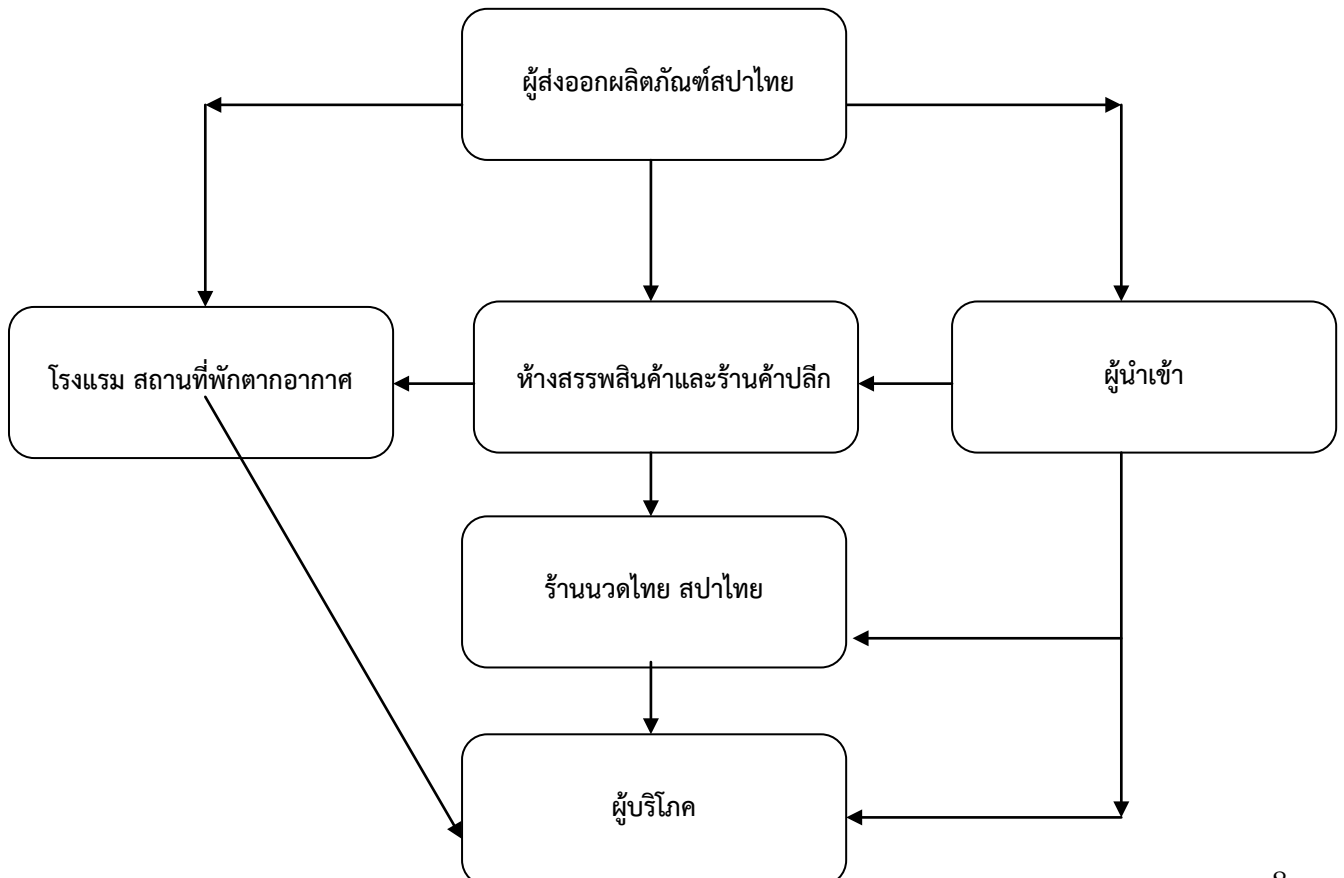 ผู้ส่งออกผลิตภัณฑ์สปาไทย
โรงแรม สถานที่พักตากอากาศ
ห้างสรรพสินค้าและร้านค้าปลีก
ผู้นำเข้า
ร้านนวดไทย สปาไทย
ผู้บริโภค